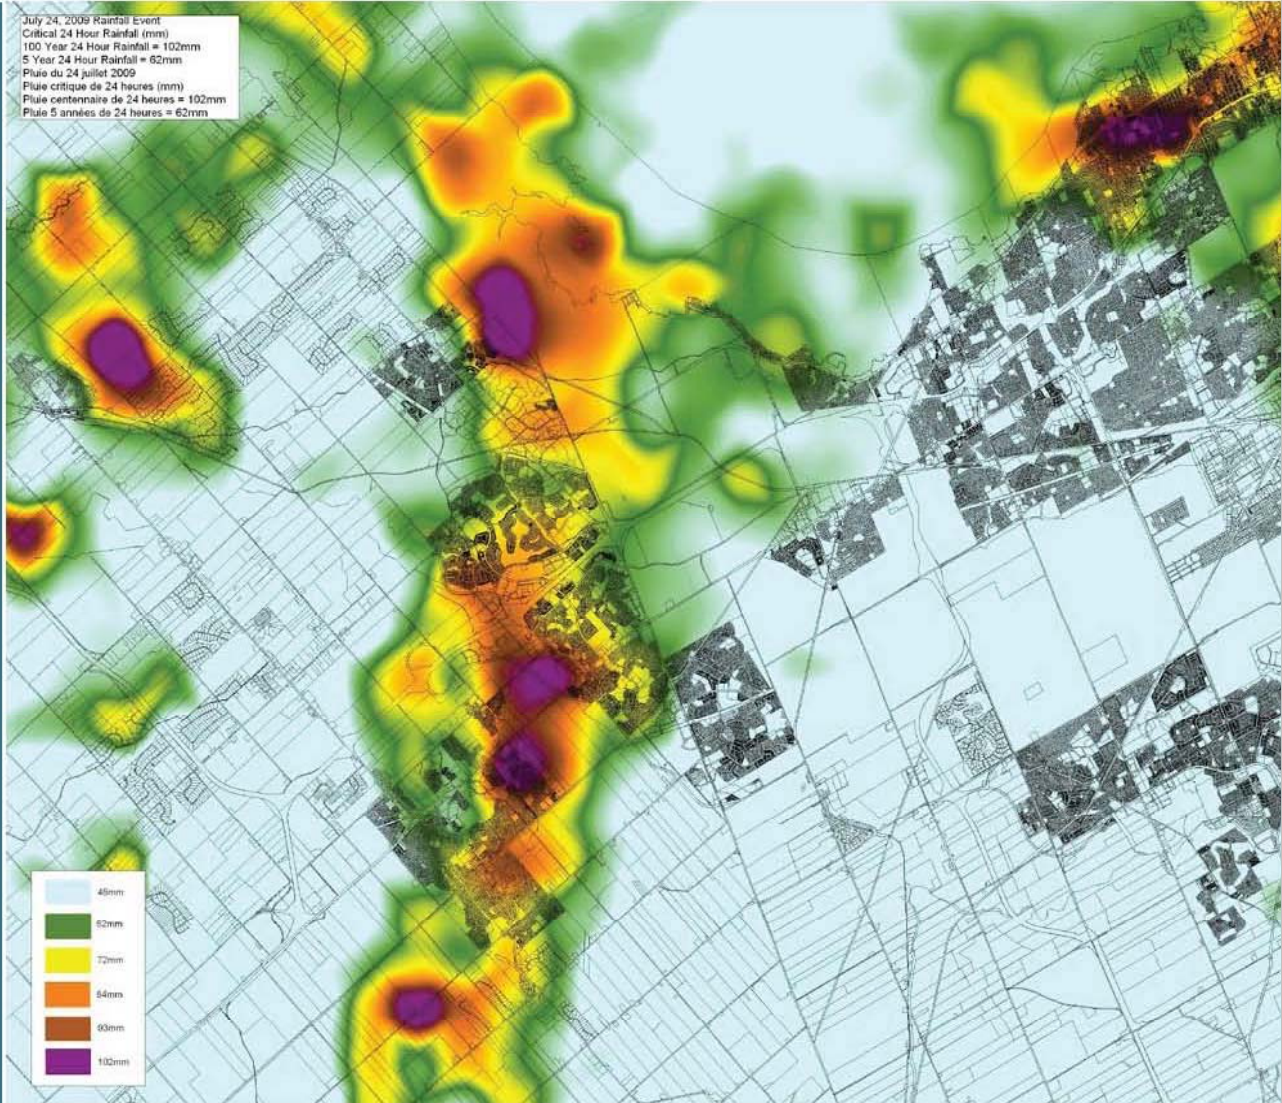 July 24, 2009 Rainfall Event
Critical 24 Hour Rainfall (mm)
100 Year 24 Hour Rainfall = 102mm
5 Year 24 Hour Rainfall = 62mm
Pluie du 24 juillet 2009
Pluie critique de 24 heures (mm)
Pluie centennaire de 24 heures = 102mm
Pluie 5 années de 24 heures = 62mm
62mm
72mm
84mm
93mm
102mm